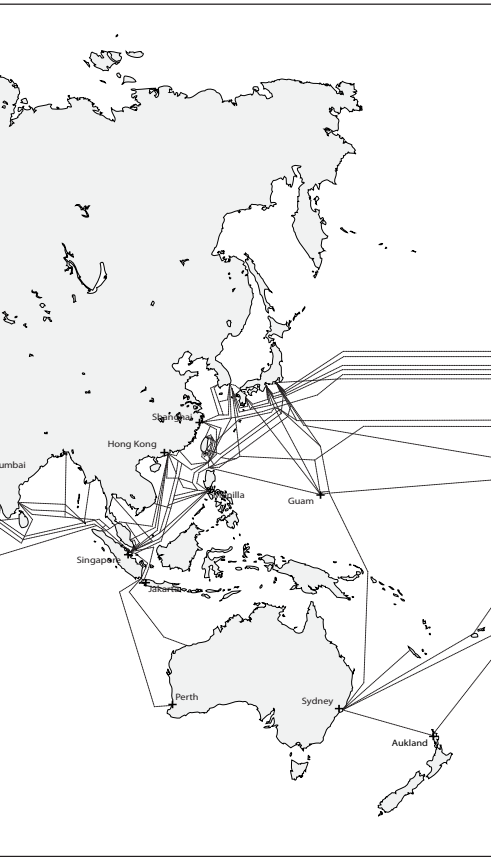 Shanghai
Hong Kong
umbai
Guam
Singapore
Jakarta
Perth
Sydney
Aukland